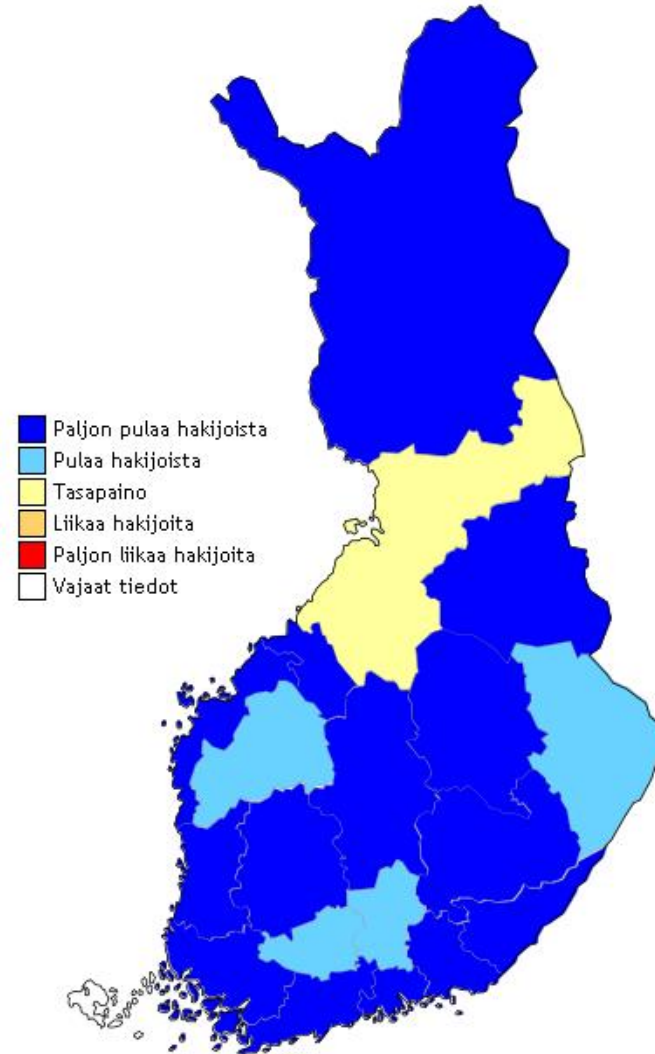 Paljon pulaa hakijoista
Pulaa hakijoista
Tasapaino
Liikaa hakijoita
Paljon liikaa hakijoita
Vajaat tiedot